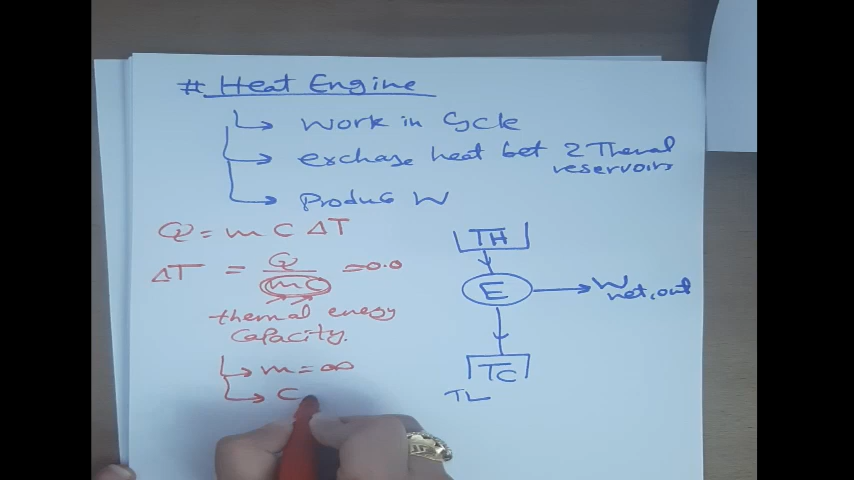 # Heat Engine
Work in Cycle
exchase heat bet 2 Thermal
reservoirs
Produce W
Q = m C ΔT
ΔT = Q / mC = 0.0
thermal energy
Capacity.
m = ∞
C
TH
E
W net,out
TC
TL